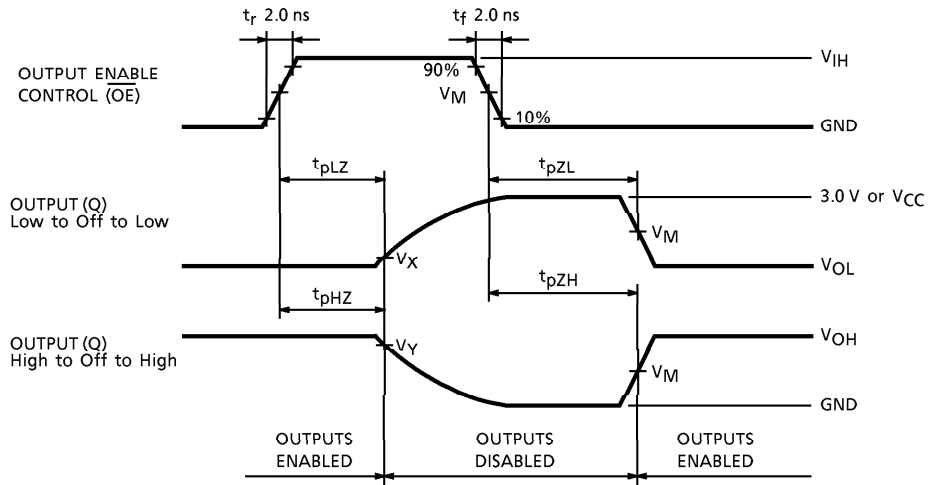 tr 2.0 ns
tf 2.0 ns
OUTPUT ENABLE
CONTROL (O̅E̅)
90%
VM
10%
VIH
GND
tpLZ
tpZL
OUTPUT (Q)
Low to Off to Low
3.0 V or VCC
VX
VM
VOL
tpHZ
tpZH
OUTPUT (Q)
High to Off to High
VY
VM
VOH
GND
OUTPUTS
ENABLED
OUTPUTS
DISABLED
OUTPUTS
ENABLED